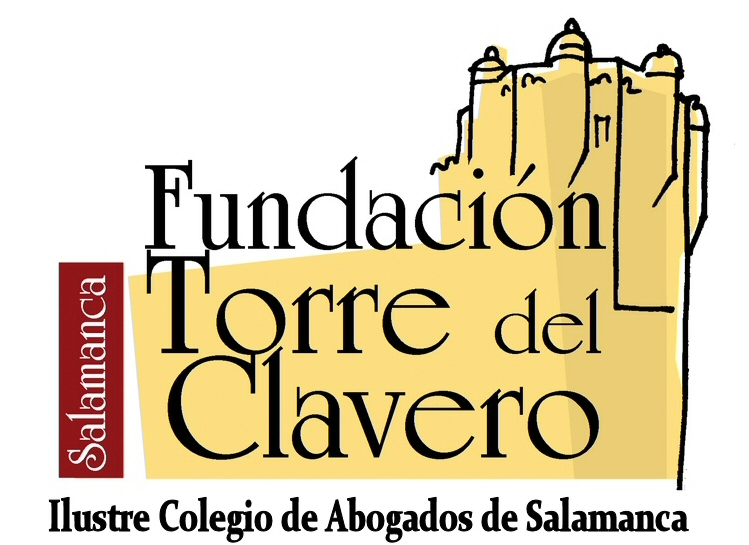 Fundación
Torre del
Clavero
Salamanca
Ilustre Colegio de Abogados de Salamanca